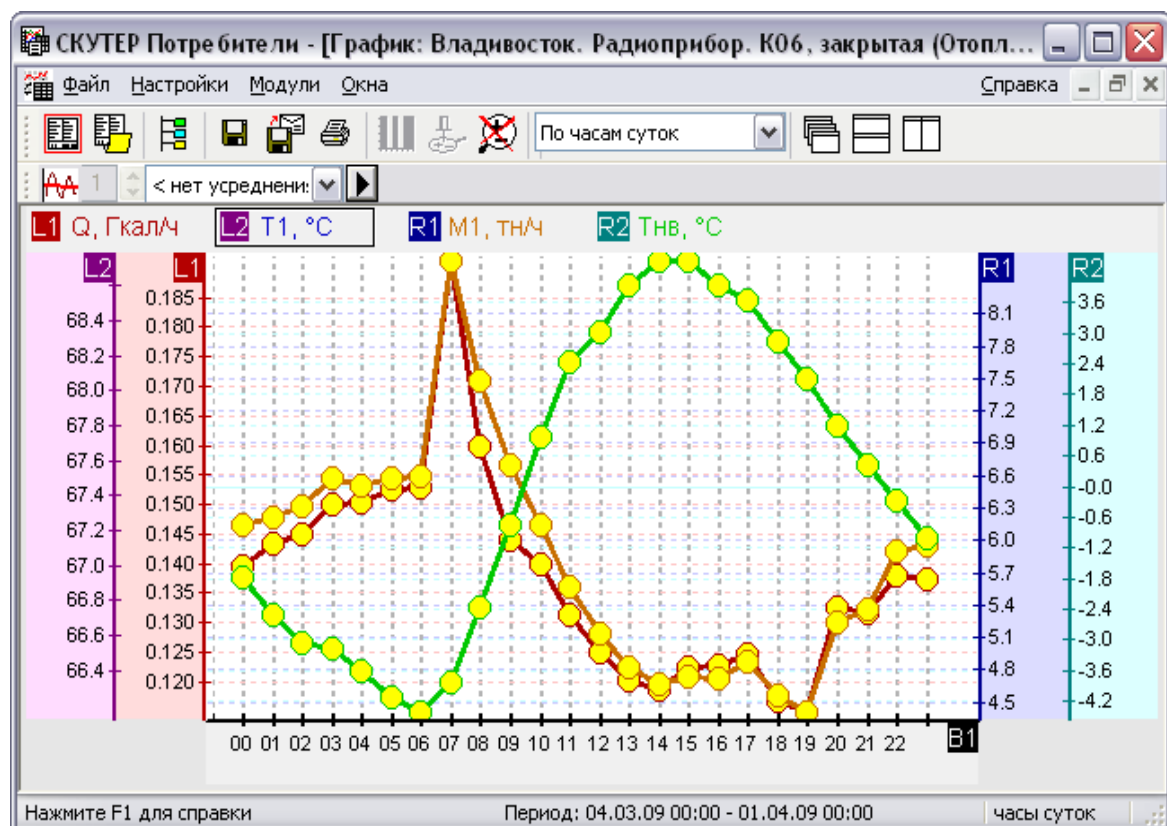 СКУТЕР Потребители - [График: Владивосток. Радиоприбор. К06, закрытая (Отопл...
Файл Настройки Модули Окна Справка
По часам суток
1 < нет усреднени
L1 Q, Гкал/ч L2 T1, °C R1 M1, тн/ч R2 Тнв, °C
L2 L1 R1 R2
0.185 3.6
68.4 0.180 8.1 3.0
68.2 0.175 7.8 2.4
68.0 0.170 7.5 1.8
67.8 0.165 7.2 1.2
67.6 0.160 6.9 0.6
67.4 0.155 6.6 -0.0
67.2 0.150 6.3 -0.6
67.0 0.145 6.0 -1.2
66.8 0.140 5.7 -1.8
66.6 0.135 5.4 -2.4
66.4 0.130 5.1 -3.0
0.125 4.8 -3.6
0.120 4.5 -4.2
00 01 02 03 04 05 06 07 08 09 10 11 12 13 14 15 16 17 18 19 20 21 22 B1
Нажмите F1 для справки Период: 04.03.09 00:00 - 01.04.09 00:00 часы суток